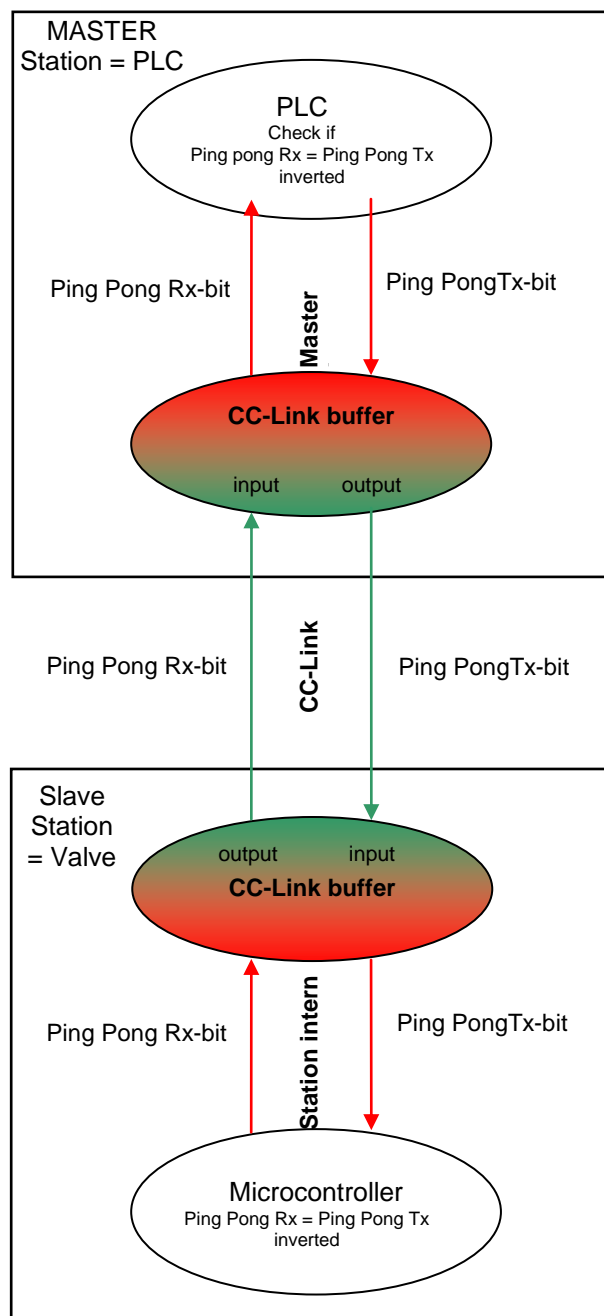 MASTER
Station = PLC
PLC
Check if
Ping pong Rx = Ping Pong Tx
inverted
Ping Pong Rx-bit
Master
Ping PongTx-bit
CC-Link buffer
input
output
Ping Pong Rx-bit
CC-Link
Ping PongTx-bit
Slave
Station
= Valve
output
input
CC-Link buffer
Ping Pong Rx-bit
Station intern
Ping PongTx-bit
Microcontroller
Ping Pong Rx = Ping Pong Tx
inverted